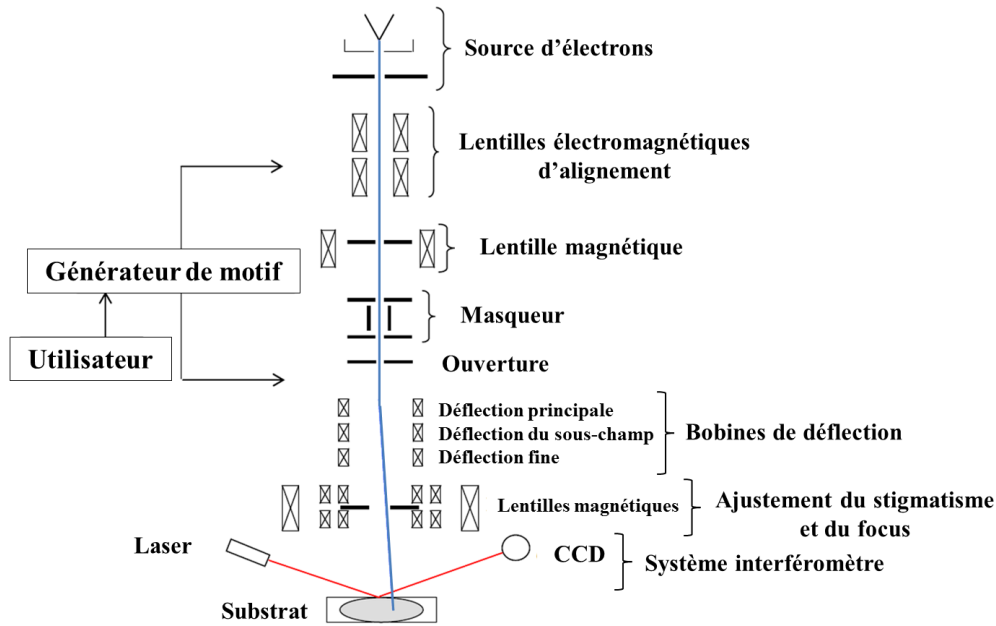 Source d'électrons
Lentilles électromagnétiques
d'alignement
Lentille magnétique
Générateur de motif
Masqueur
Utilisateur
Ouverture
Déflection principale
Déflection du sous-champ
Déflection fine
Bobines de déflection
Lentilles magnétiques
Ajustement du stigmatisme
et du focus
Laser
CCD
Système interféromètre
Substrat